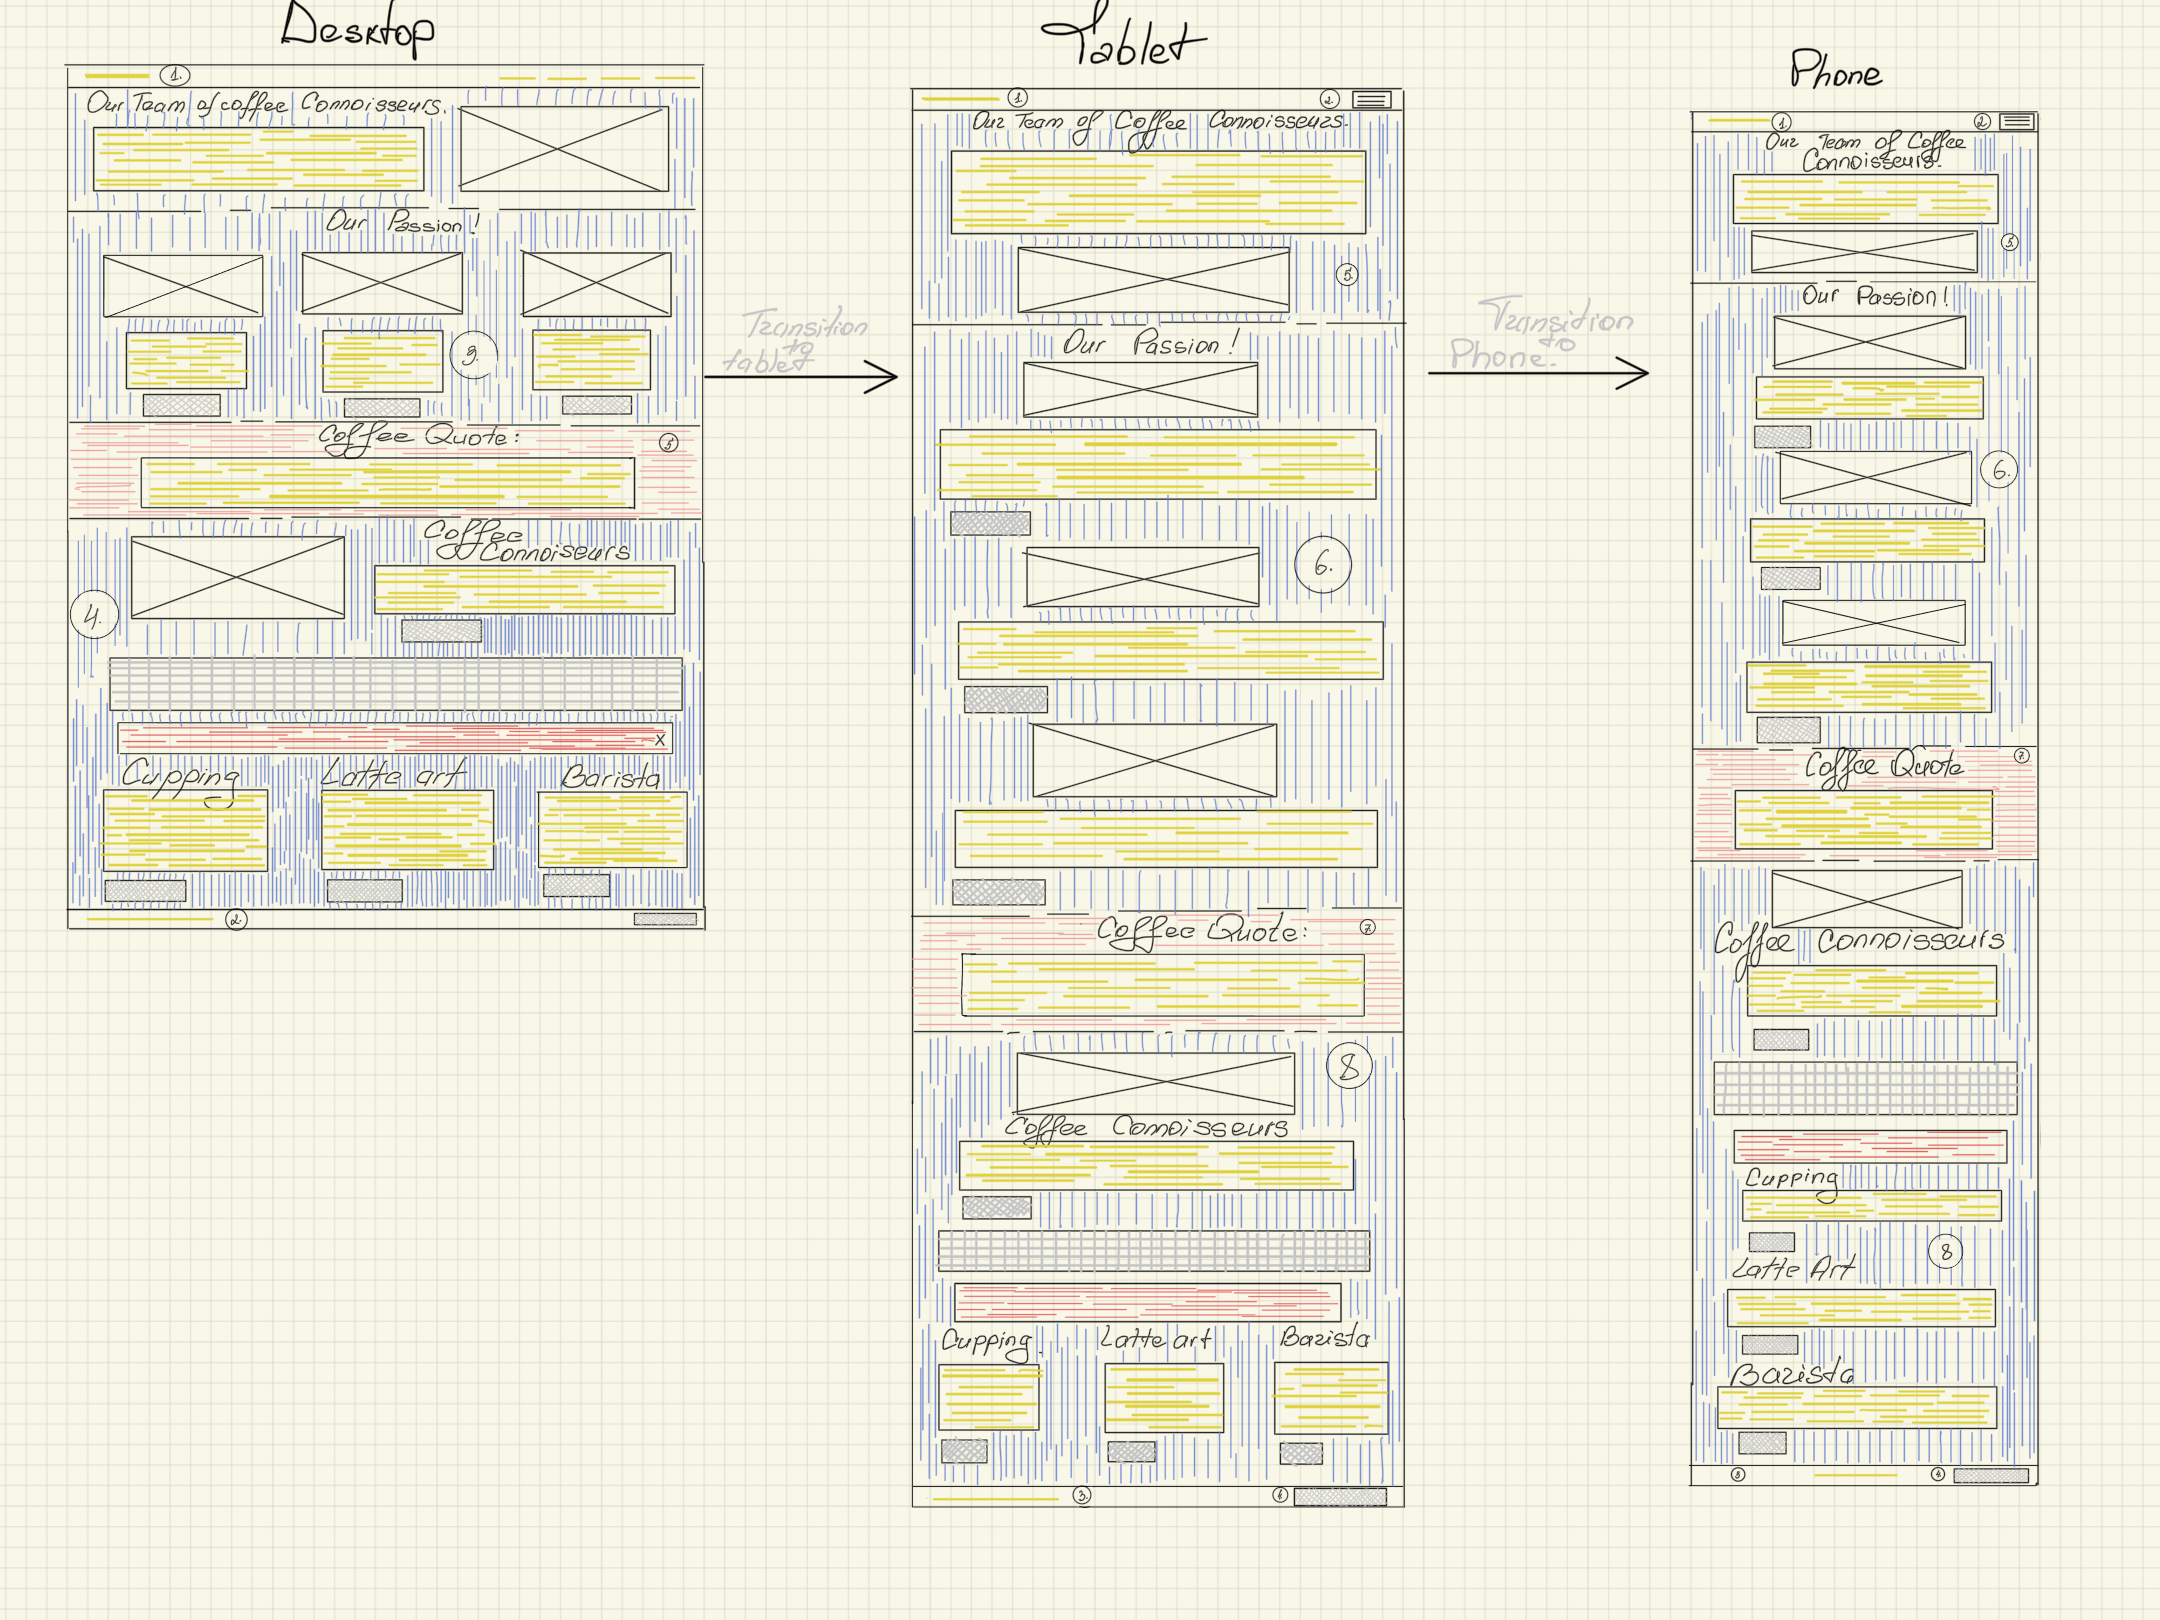 Desktop
1.
Our Team of coffee Connoisseurs.
Our Passion!
3.
Coffee Quote:
5
Coffee
Connoiseurs
4.
X
Cupping
Latte art
Barista
2.
Transition
to
tablet
Tablet
1
2.
Our Team of Coffee Connoisseurs.
5
Our Passion!
6.
Coffee Quote:
7
8
Coffee Connoisseurs
Cupping.
Latte art
Barista
3.
4
Transition
to
Phone.
Phone
1
2
Our Team of Coffee
Connoisseurs.
5
Our Passion!
6.
Coffee Quote
7.
Coffee Connoisseurs
Cupping
8
Latte Art
Barista
3
4